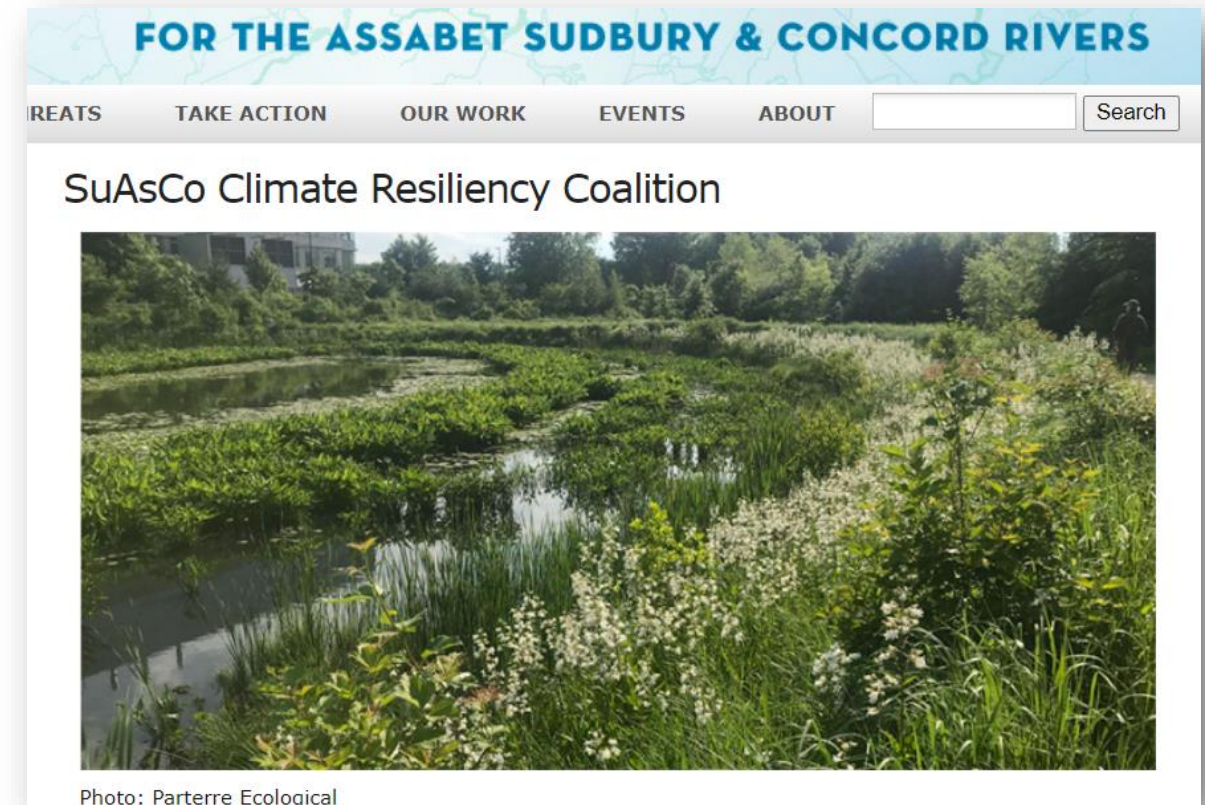 FOR THE ASSABET SUDBURY & CONCORD RIVERS
REATS TAKE ACTION OUR WORK EVENTS ABOUT Search
SuAsCo Climate Resiliency Coalition
Photo: Parterre Ecological